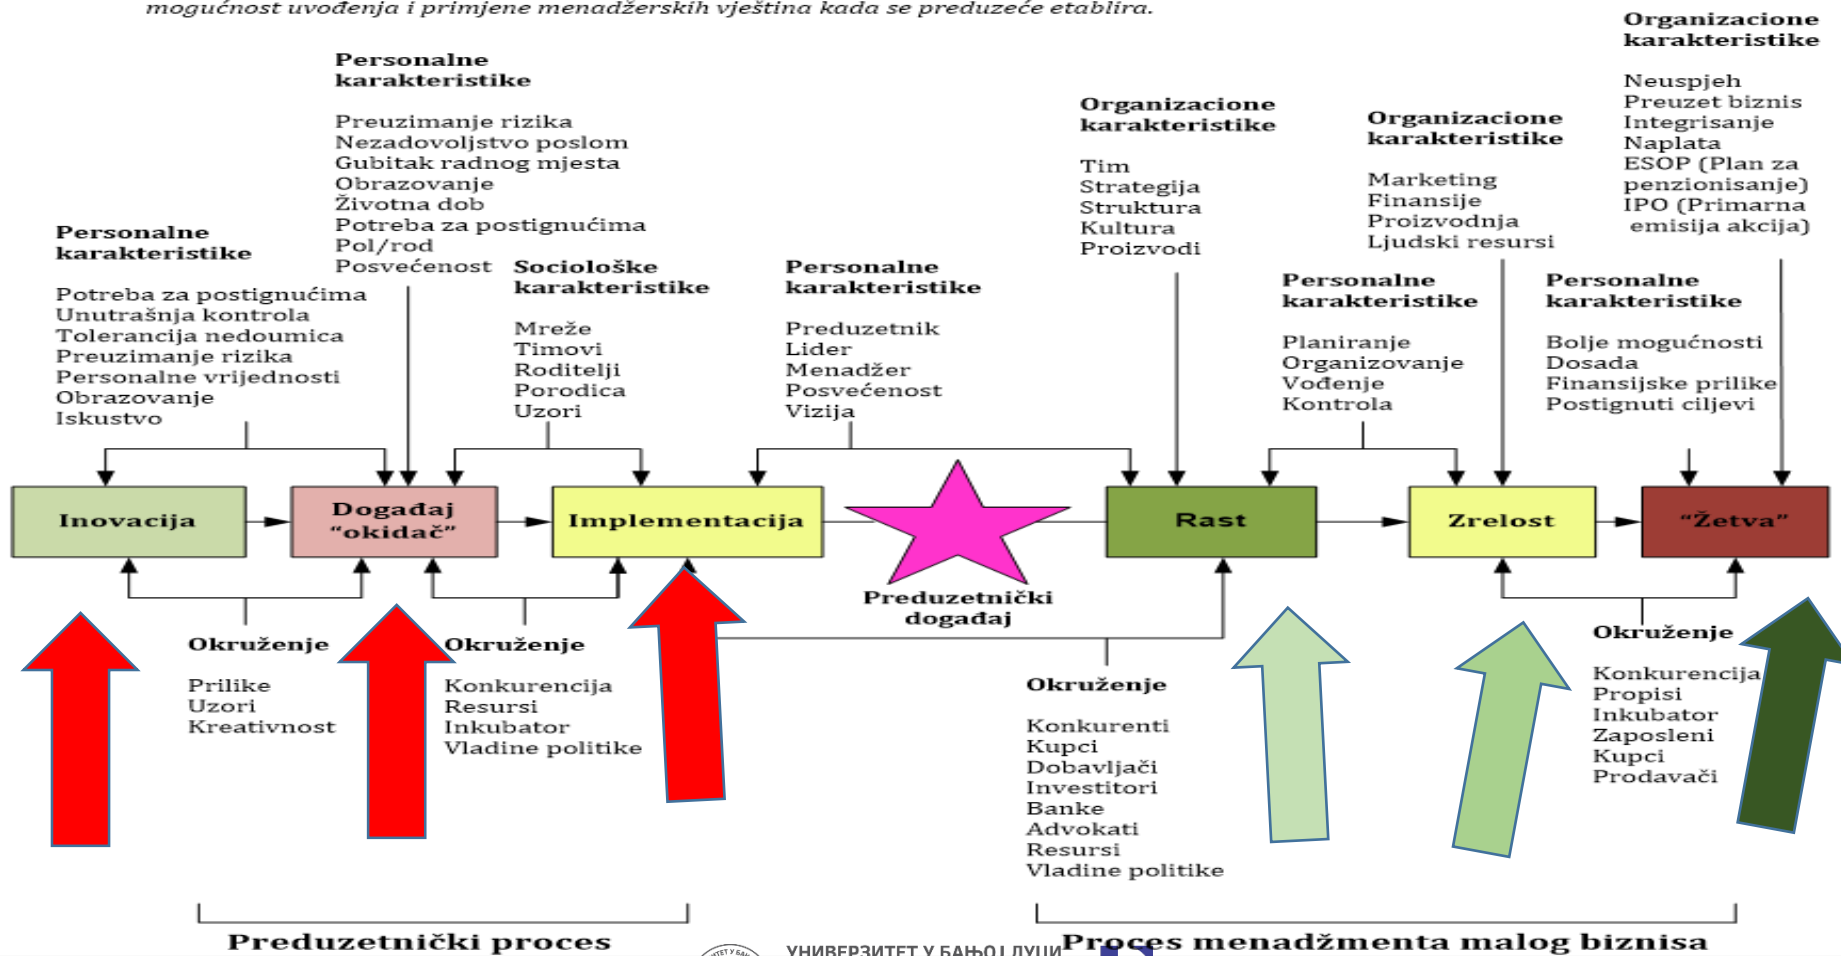 mogućnost uvođenja i primjene menadžerskih vještina kada se preduzeće etablira.
Personalne
karakteristike
Potreba za postignućima
Unutrašnja kontrola
Tolerancija nedoumica
Preuzimanje rizika
Personalne vrijednosti
Obrazovanje
Iskustvo
Personalne
karakteristike
Preuzimanje rizika
Nezadovoljstvo poslom
Gubitak radnog mjesta
Obrazovanje
Životna dob
Potreba za postignućima
Pol/rod
Posvećenost
Sociološke
karakteristike
Mreže
Timovi
Roditelji
Porodica
Uzori
Personalne
karakteristike
Preduzetnik
Lider
Menadžer
Posvećenost
Vizija
Organizacione
karakteristike
Tim
Strategija
Struktura
Kultura
Proizvodi
Personalne
karakteristike
Planiranje
Organizovanje
Vođenje
Kontrola
Organizacione
karakteristike
Marketing
Finansije
Proizvodnja
Ljudski resursi
Personalne
karakteristike
Bolje mogućnosti
Dosada
Finansijske prilike
Postignuti ciljevi
Organizacione
karakteristike
Neuspjeh
Preuzet biznis
Integrisanje
Naplata
ESOP (Plan za
penzionisanje)
IPO (Primarna
emisija akcija)
Inovacija
Događaj
“okidač”
Implementacija
Preduzetnički
događaj
Rast
Zrelost
“Žetva”
Okruženje
Prilike
Uzori
Kreativnost
Okruženje
Konkurencija
Resursi
Inkubator
Vladine politike
Okruženje
Konkurenti
Kupci
Dobavljači
Investitori
Banke
Advokati
Resursi
Vladine politike
Okruženje
Konkurencija
Propisi
Inkubator
Zaposleni
Kupci
Prodavači
Preduzetnički proces
Proces menadžmenta malog biznisa
УНИВЕРЗИТЕТ У БАЊОЈ ЛУЦИ